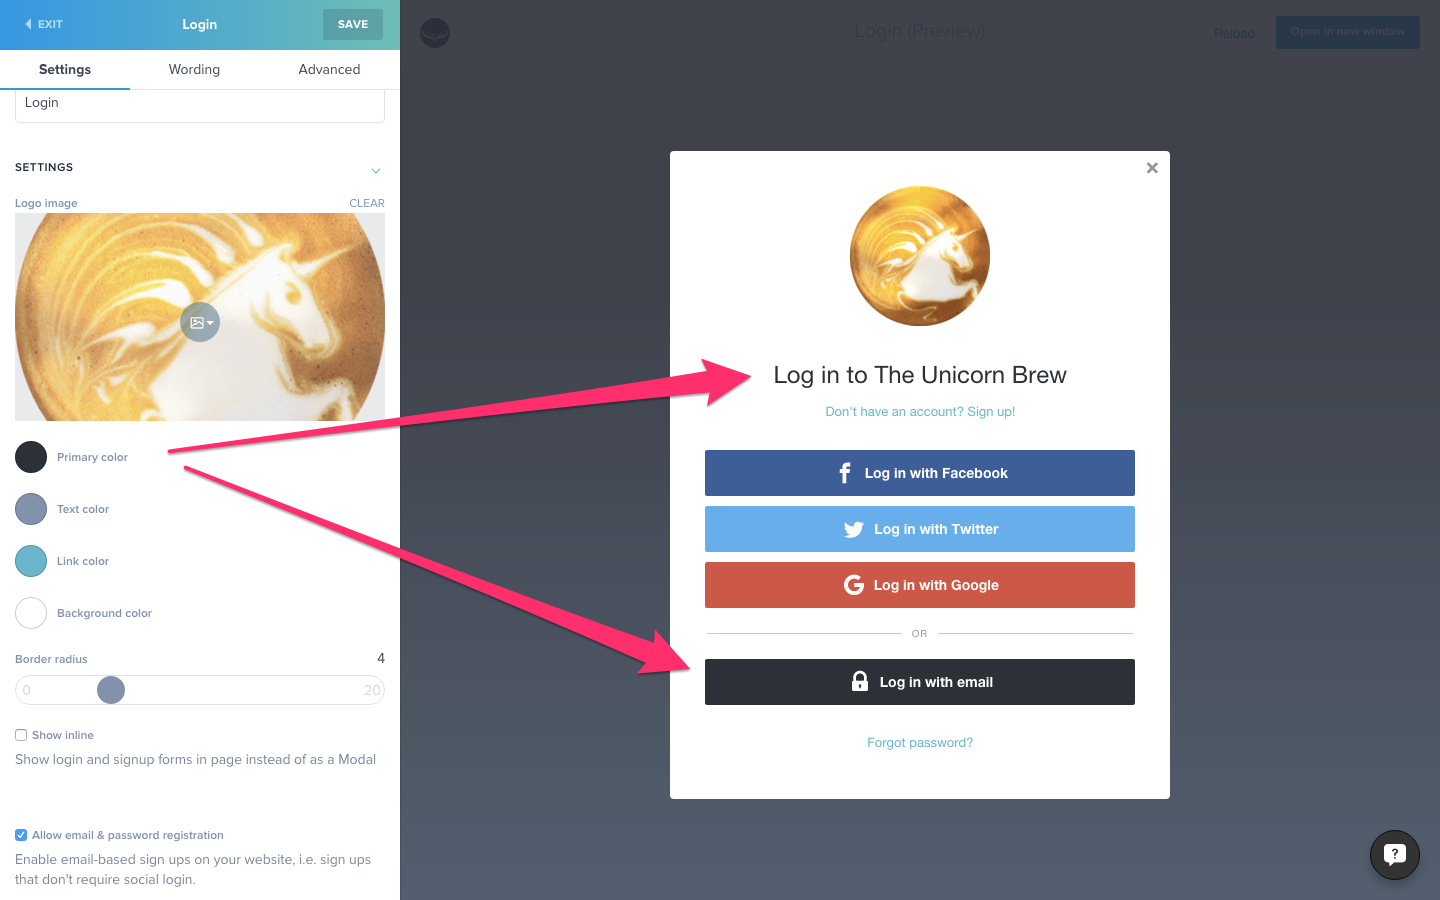 EXIT
Login
SAVE
Settings
Wording
Advanced
Login
SETTINGS
Logo image
CLEAR
Primary color
Text color
Link color
Background color
Border radius
4
0
20
Show inline
Show login and signup forms in page instead of as a Modal
Allow email & password registration
Enable email-based sign ups on your website, i.e. sign ups
that don't require social login.
Login (Preview)
Reload
Open in new window
Log in to The Unicorn Brew
Don't have an account? Sign up!
Log in with Facebook
Log in with Twitter
Log in with Google
OR
Log in with email
Forgot password?